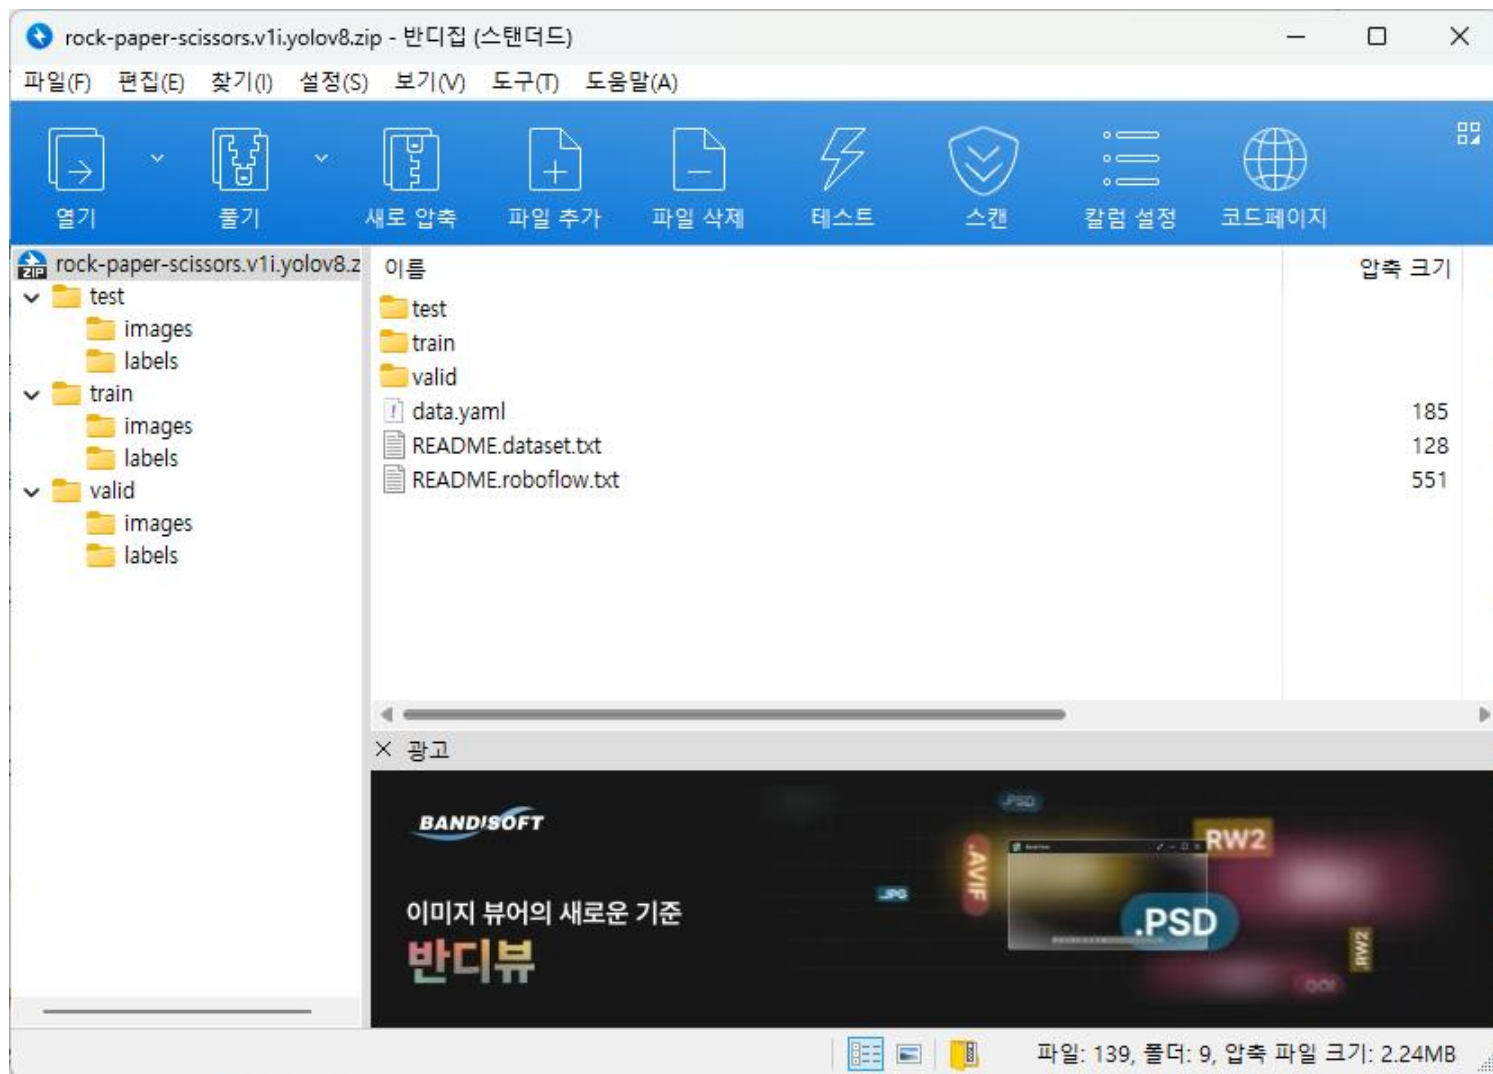 rock-paper-scissors.v1i.yolov8.zip - 반디집 (스탠더드)
파일(F) 편집(E) 찾기(I) 설정(S) 보기(V) 도구(T) 도움말(A)
열기 풀기 새로 압축 파일 추가 파일 삭제 테스트 스캔 칼럼 설정 코드페이지
ZIP rock-paper-scissors.v1i.yolov8.z
test
images
labels
train
images
labels
valid
images
labels
이름 압축 크기
test
train
valid
data.yaml 185
README.dataset.txt 128
README.roboflow.txt 551
광고
BANDISOFT
이미지 뷰어의 새로운 기준
반디뷰
.PSD
.AVIF
RW2
.JPG
.PSD
.RW2
파일: 139, 폴더: 9, 압축 파일 크기: 2.24MB